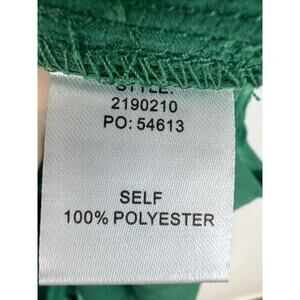 STYLE:
2190210
PO: 54613
SELF
100% POLYESTER